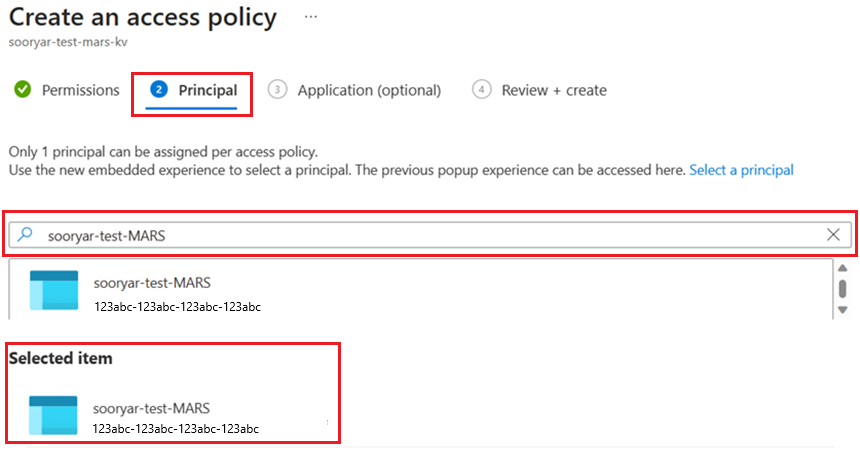 Create an access policy ...
sooryar-test-mars-kv
Permissions 2 Principal 3 Application (optional) 4 Review + create
Only 1 principal can be assigned per access policy.
Use the new embedded experience to select a principal. The previous popup experience can be accessed here. Select a principal
sooryar-test-MARS
sooryar-test-MARS
123abc-123abc-123abc-123abc
Selected item
sooryar-test-MARS
123abc-123abc-123abc-123abc